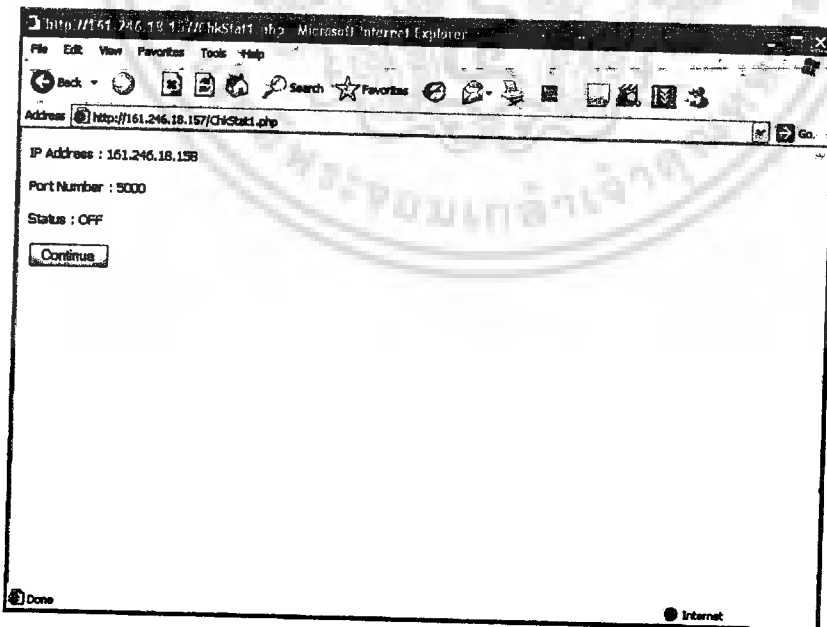 http://161.246.18.157/ChkStat1.php - Microsoft Internet Explorer
File Edit View Favorites Tools Help
Back Search Favorites
Address http://161.246.18.157/ChkStat1.php Go
IP Address : 161.246.18.158
Port Number : 5000
Status : OFF
Continue
Done Internet